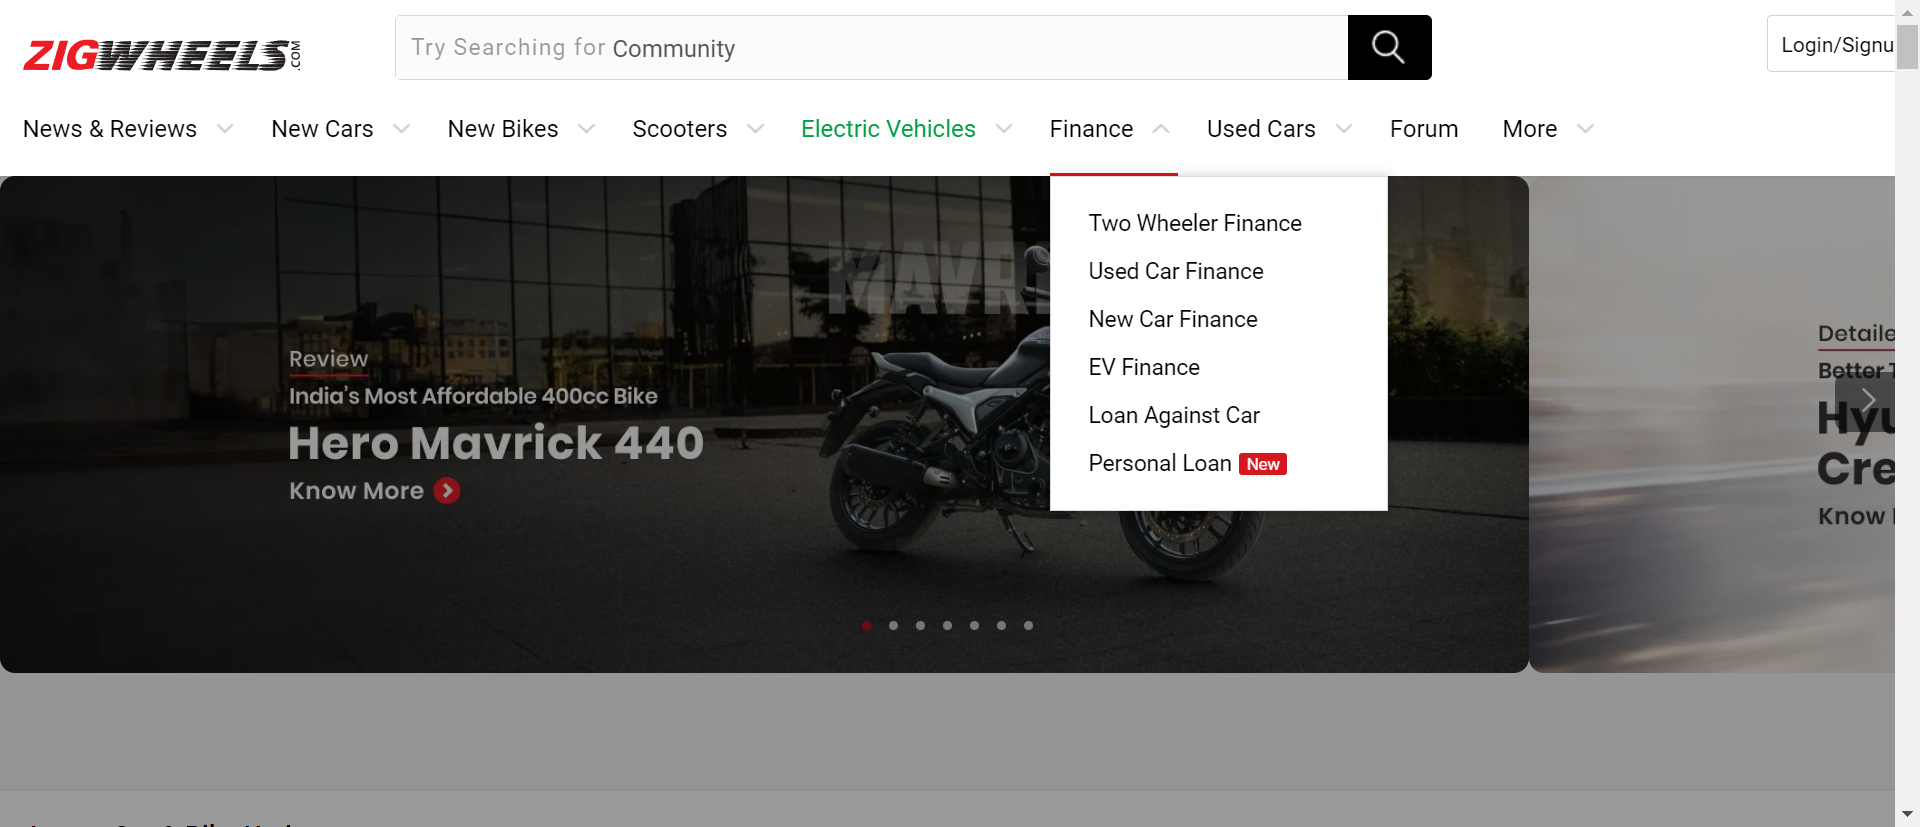 ZIGWHEELS.COM
Try Searching for Community
Login/Signu
News & Reviews
New Cars
New Bikes
Scooters
Electric Vehicles
Finance
Used Cars
Forum
More
Two Wheeler Finance
Used Car Finance
New Car Finance
EV Finance
Loan Against Car
Personal Loan New
MAVR
Review
India's Most Affordable 400cc Bike
Hero Mavrick 440
Know More
Detaile
Better
Hyu
Cre
Know